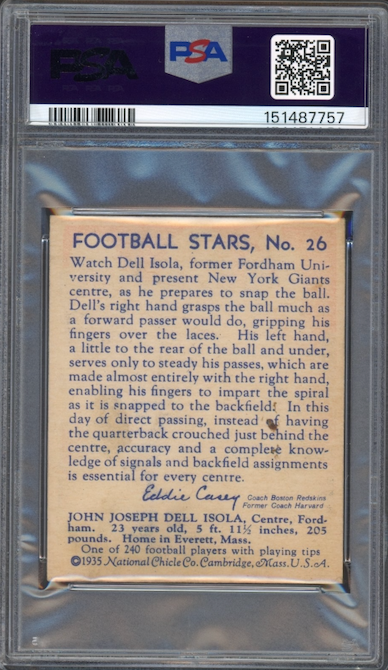 PSA
PSA
151487757
FOOTBALL STARS, No. 26
Watch Dell Isola, former Fordham Uni-
versity and present New York Giants
centre, as he prepares to snap the ball.
Dell's right hand grasps the ball much as
a forward passer would do, gripping his
fingers over the laces. His left hand,
a little to the rear of the ball and under,
serves only to steady his passes, which are
made almost entirely with the right hand,
enabling his fingers to impart the spiral
as it is snapped to the backfield. In this
day of direct passing, instead of having
the quarterback crouched just behind the
centre, accuracy and a complete know-
ledge of signals and backfield assignments
is essential for every centre.
Eddie Casey Coach Boston Redskins
Former Coach Harvard
JOHN JOSEPH DELL ISOLA, Centre, Ford-
ham. 23 years old, 5 ft. 11½ inches, 205
pounds. Home in Everett, Mass.
One of 240 football players with playing tips
©1935 National Chicle Co. Cambridge, Mass. U.S.A.